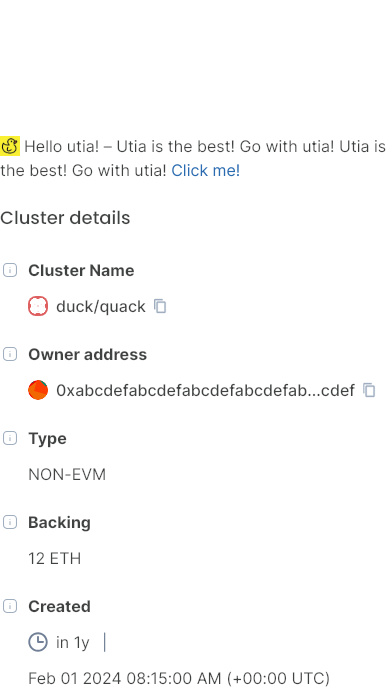 Hello utia! – Utia is the best! Go with utia! Utia is
the best! Go with utia! Click me!
Cluster details
Cluster Name
duck/quack
Owner address
0xabcdefabcdefabcdefabcdefab...cdef
Type
NON-EVM
Backing
12 ETH
Created
in 1y |
Feb 01 2024 08:15:00 AM (+00:00 UTC)